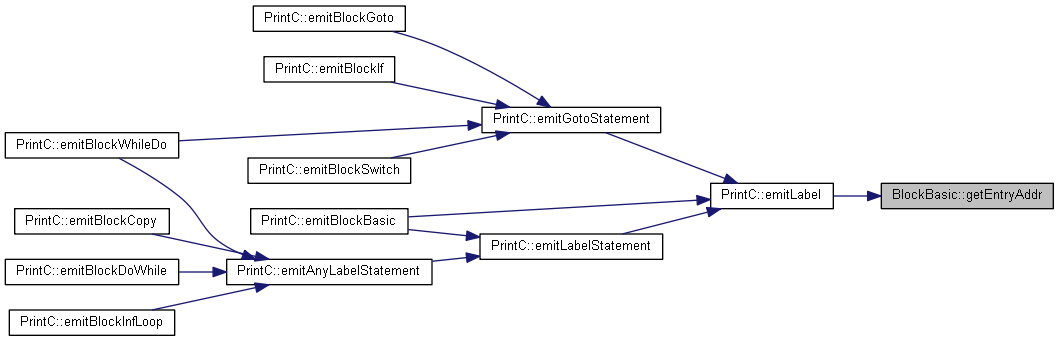 PrintC::emitBlockGoto
PrintC::emitBlockIf
PrintC::emitGotoStatement
PrintC::emitBlockWhileDo
PrintC::emitBlockSwitch
PrintC::emitLabel
BlockBasic::getEntryAddr
PrintC::emitBlockCopy
PrintC::emitBlockBasic
PrintC::emitLabelStatement
PrintC::emitBlockDoWhile
PrintC::emitAnyLabelStatement
PrintC::emitBlockInfLoop